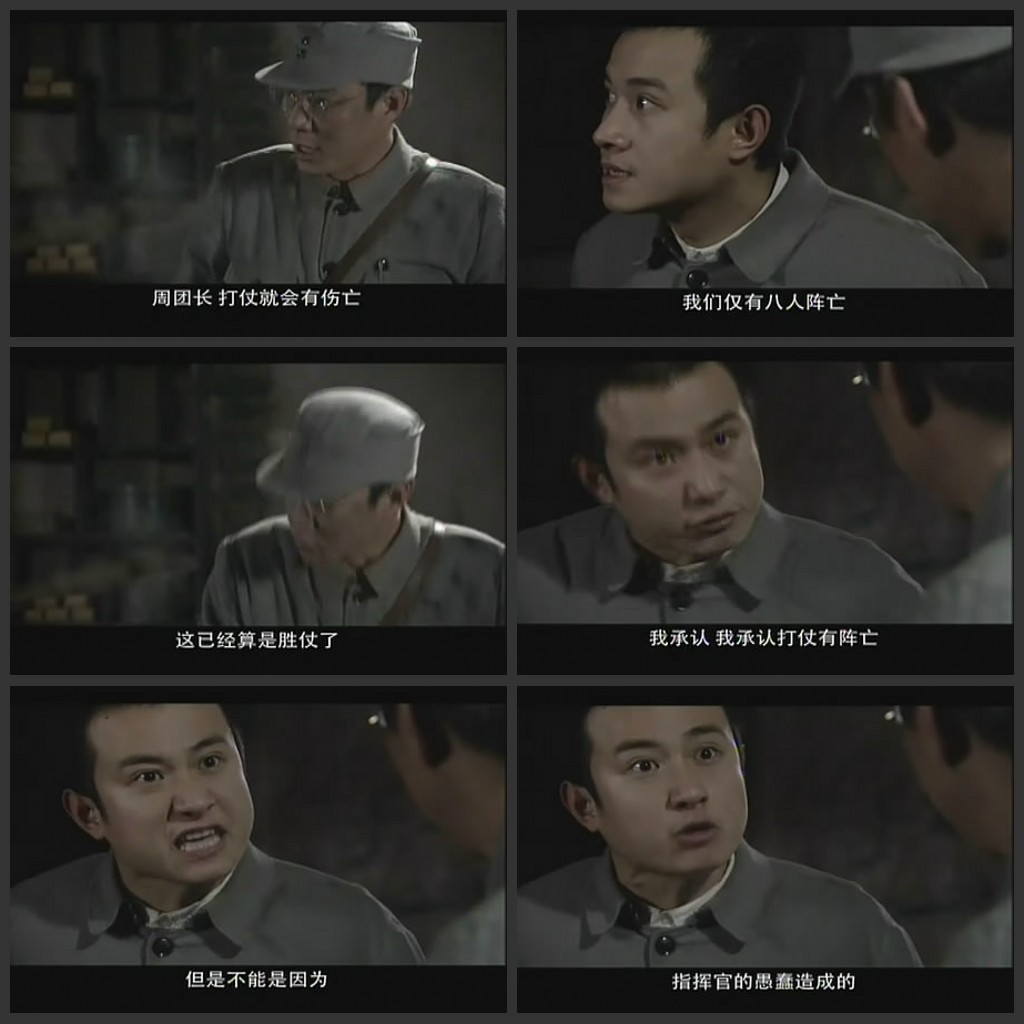 周团长 打仗就会有伤亡
我们仅有八人阵亡
这已经算是胜仗了
我承认 我承认打仗有阵亡
但是不能是因为
指挥官的愚蠢造成的